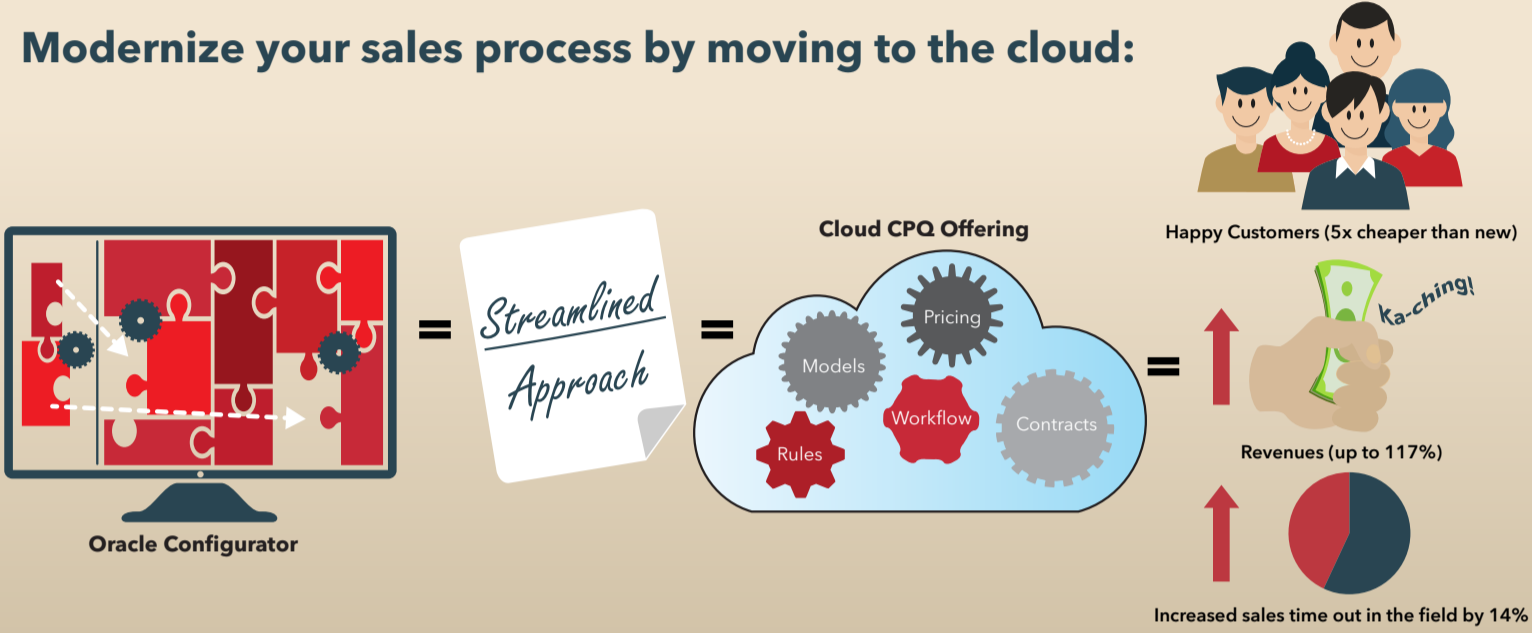 Modernize your sales process by moving to the cloud:
Oracle Configurator
=
Streamlined
Approach
=
Cloud CPQ Offering
Pricing
Models
Workflow
Contracts
Rules
=
Happy Customers (5x cheaper than new)
Ka-ching!
Revenues (up to 117%)
Increased sales time out in the field by 14%